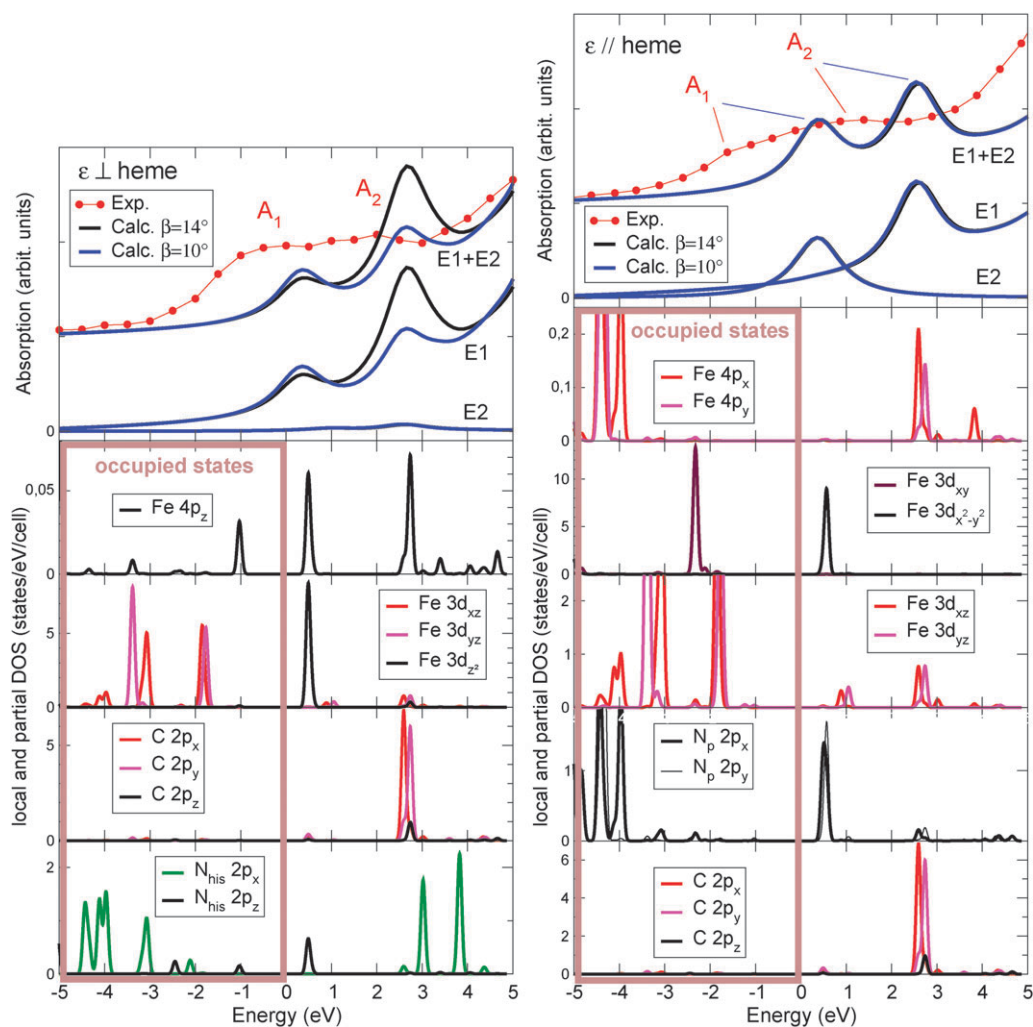 ε ⊥ heme
Exp.
Calc. β=14°
Calc. β=10°
A1
A2
E1+E2
E1
E2
Absorption (arbit. units)
0
occupied states
Fe 4pz
0,05
0
Fe 3dxz
Fe 3dyz
Fe 3dz²
5
0
C 2px
C 2py
C 2pz
5
0
Nhis 2px
Nhis 2pz
2
0
local and partial DOS (states/eV/cell)
-5 -4 -3 -2 -1 0 1 2 3 4 5
Energy (eV)
ε // heme
A1
A2
Exp.
Calc. β=14°
Calc. β=10°
E1+E2
E1
E2
Absorption (arbit. units)
0
occupied states
Fe 4px
Fe 4py
0,2
0,1
0
Fe 3dxy
Fe 3dx²-y²
10
5
0
Fe 3dxz
Fe 3dyz
2
1
0
Np 2px
Np 2py
1
0
C 2px
C 2py
C 2pz
6
4
2
0
local and partial DOS (states/eV/cell)
-5 -4 -3 -2 -1 0 1 2 3 4 5
Energy (eV)